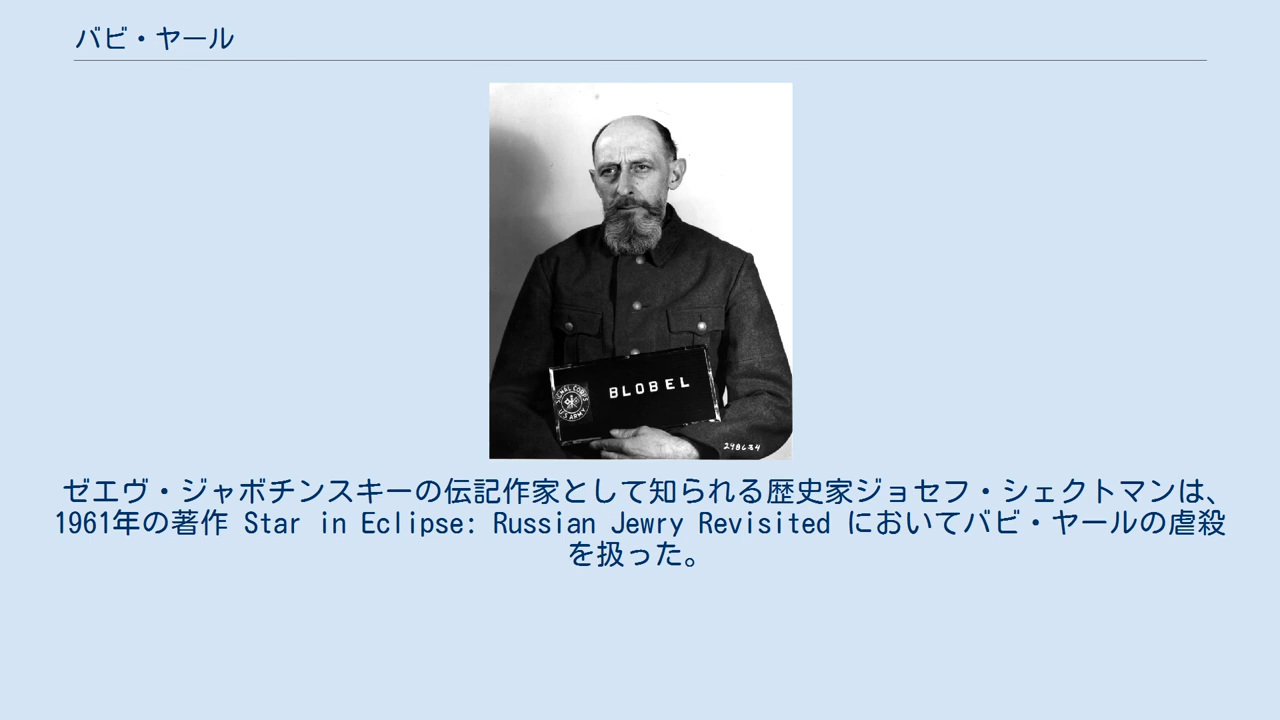 バビ・ヤール
SIGNAL CORPS
U.S. ARMY
BLOBEL
298634
ゼエヴ・ジャボチンスキーの伝記作家として知られる歴史家ジョセフ・シェクトマンは、
1961年の著作 Star in Eclipse: Russian Jewry Revisited においてバビ・ヤールの虐殺
を扱った。